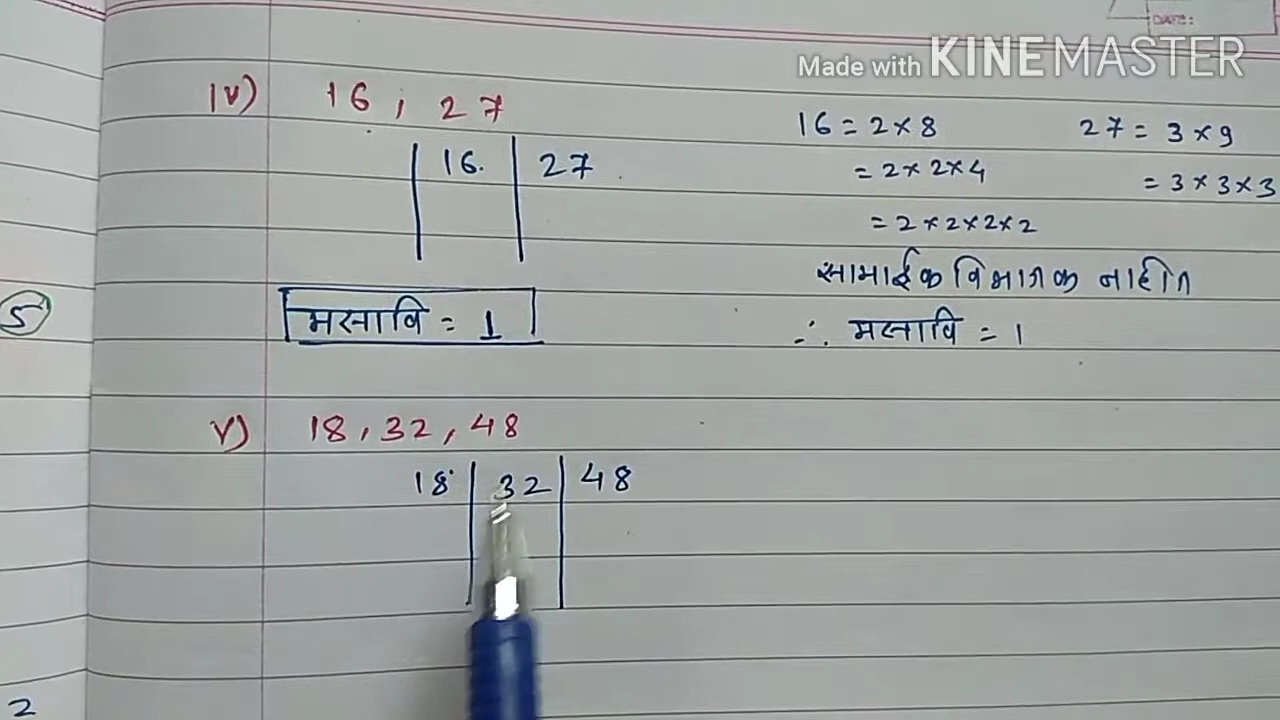 DATE:
Made with KINEMASTER
IV) 16, 27
16 = 2 × 8
27 = 3 × 9
16. 27
= 2 × 2 × 4
= 3 × 3 × 3
= 2 × 2 × 2 × 2
सामाईक विभाजक नाहीत
5
मसावि = 1
∴ मसावि = 1
V) 18, 32, 48
18 32 48
2